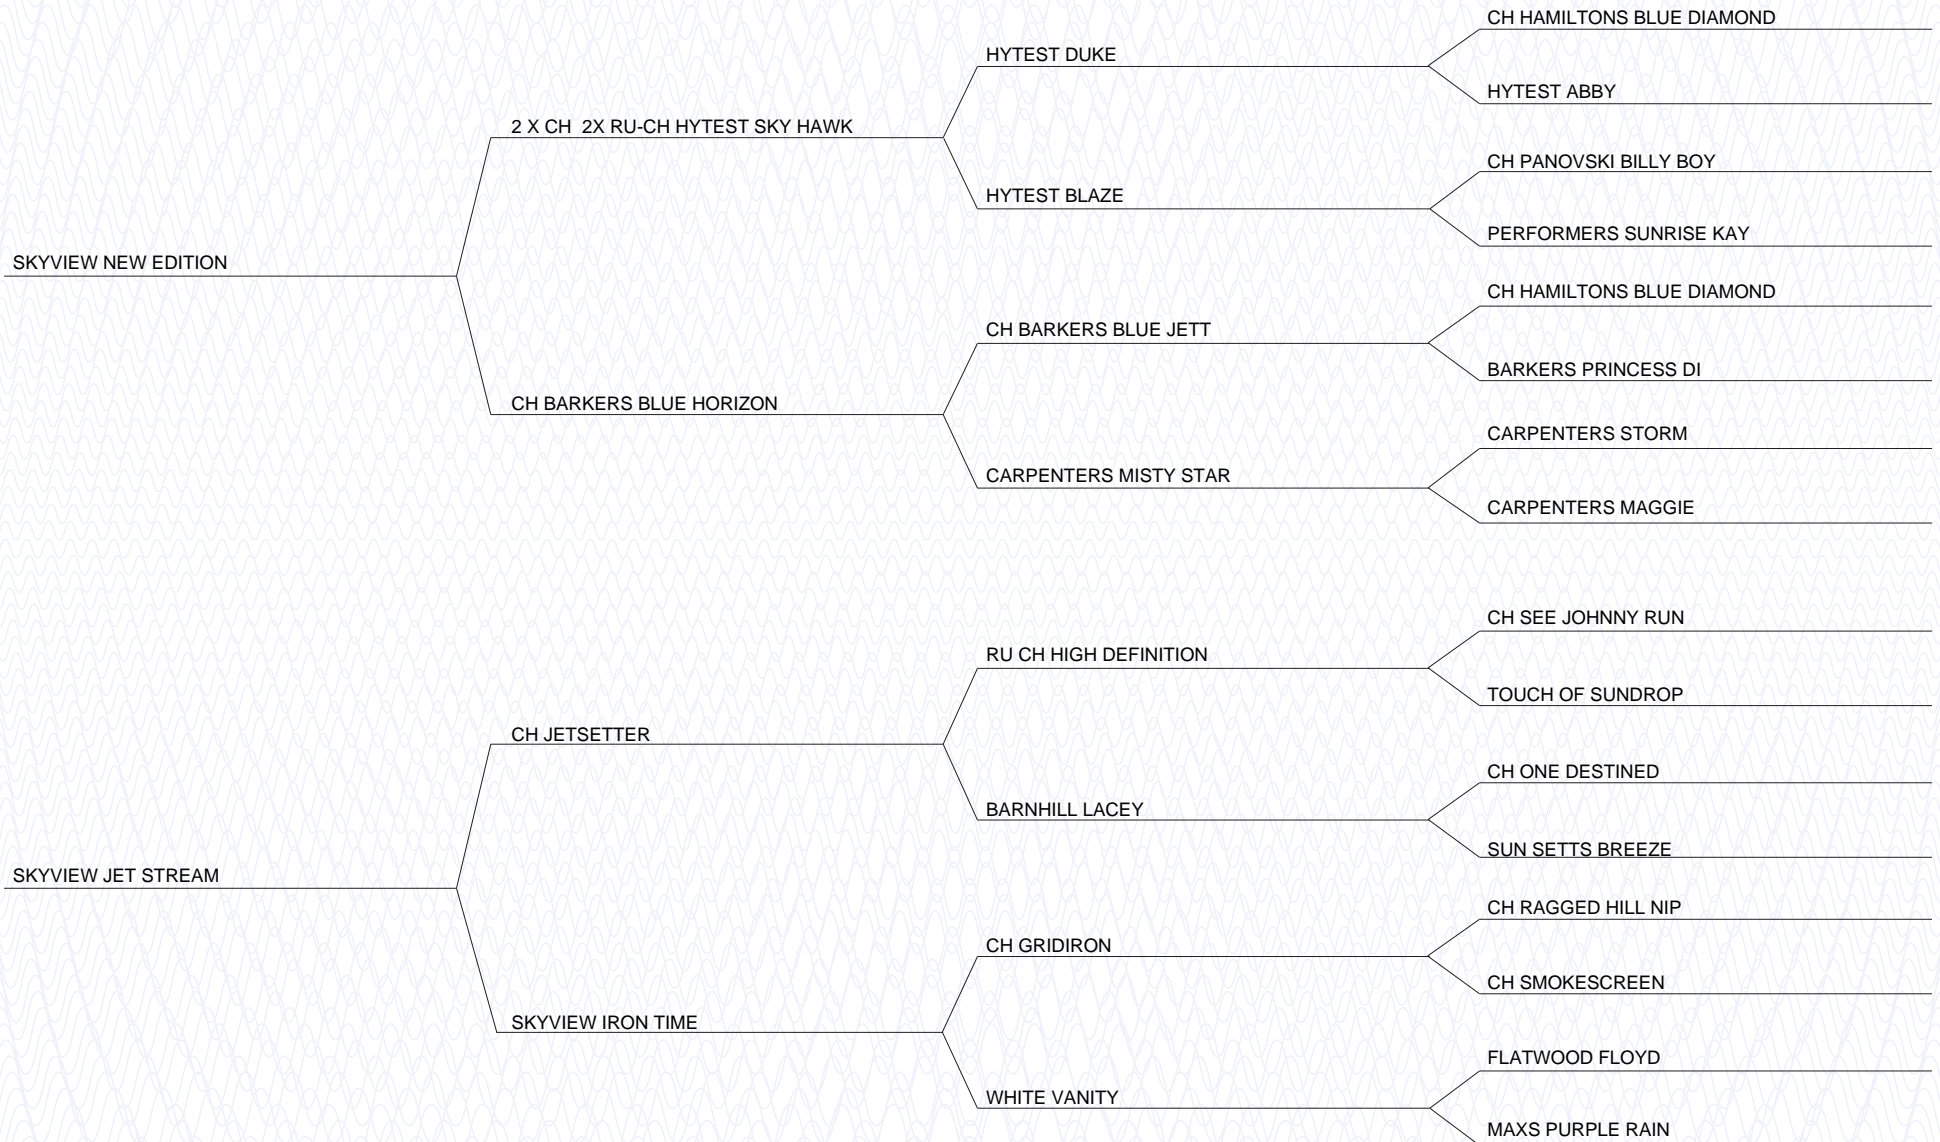 CH HAMILTONS BLUE DIAMOND
HYTEST DUKE
HYTEST ABBY
2 X CH  2X RU-CH HYTEST SKY HAWK
CH PANOVSKI BILLY BOY
HYTEST BLAZE
PERFORMERS SUNRISE KAY
SKYVIEW NEW EDITION
CH HAMILTONS BLUE DIAMOND
CH BARKERS BLUE JETT
BARKERS PRINCESS DI
CH BARKERS BLUE HORIZON
CARPENTERS STORM
CARPENTERS MISTY STAR
CARPENTERS MAGGIE
CH SEE JOHNNY RUN
RU CH HIGH DEFINITION
TOUCH OF SUNDROP
CH JETSETTER
CH ONE DESTINED
BARNHILL LACEY
SUN SETTS BREEZE
SKYVIEW JET STREAM
CH RAGGED HILL NIP
CH GRIDIRON
CH SMOKESCREEN
SKYVIEW IRON TIME
FLATWOOD FLOYD
WHITE VANITY
MAXS PURPLE RAIN